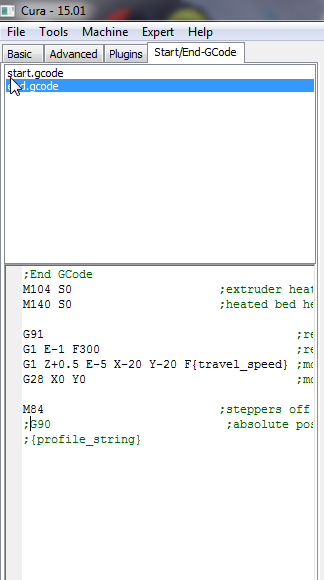 Cura - 15.01
File Tools Machine Expert Help
Basic Advanced Plugins Start/End-GCode
start.gcode
end.gcode
;End GCode
M104 S0 ;extruder heat
M140 S0 ;heated bed he
G91 ;re
G1 E-1 F300 ;re
G1 Z+0.5 E-5 X-20 Y-20 F{travel_speed} ;mo
G28 X0 Y0 ;mo
M84 ;steppers off
;G90 ;absolute pos
;{profile_string}